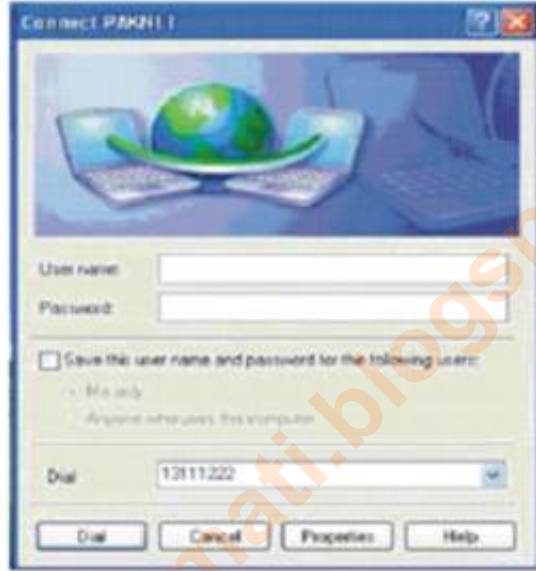 Connect PAKNET
User name:
Password:
Save this user name and password for the following users:
Me only
Anyone who uses this computer
Dial
13111222
Dial Cancel Properties Help